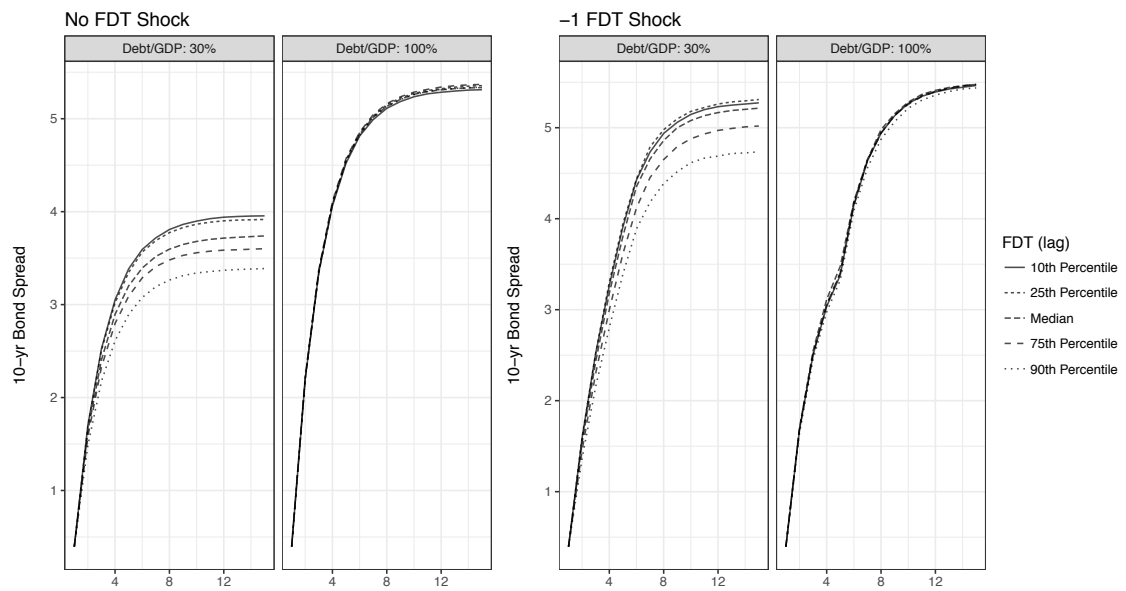 No FDT Shock
Debt/GDP: 30%
Debt/GDP: 100%
10−yr Bond Spread
5
4
3
2
1
4
8
12
4
8
12
−1 FDT Shock
Debt/GDP: 30%
Debt/GDP: 100%
10−yr Bond Spread
5
4
3
2
1
4
8
12
4
8
12
FDT (lag)
10th Percentile
25th Percentile
Median
75th Percentile
90th Percentile